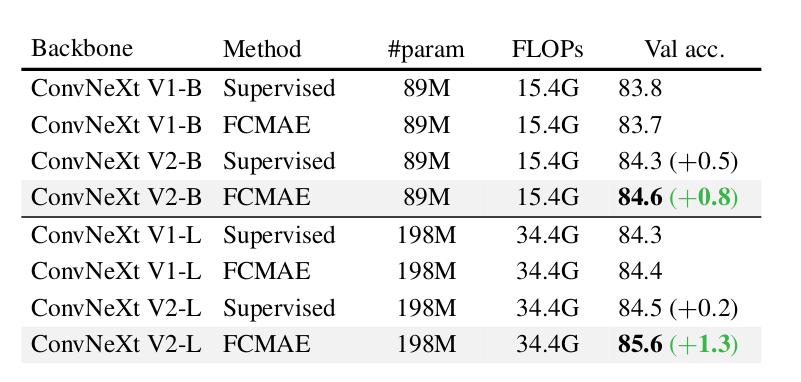 Backbone Method #param FLOPs Val acc.
ConvNeXt V1-B Supervised 89M 15.4G 83.8
ConvNeXt V1-B FCMAE 89M 15.4G 83.7
ConvNeXt V2-B Supervised 89M 15.4G 84.3 (+0.5)
ConvNeXt V2-B FCMAE 89M 15.4G 84.6 (+0.8)
ConvNeXt V1-L Supervised 198M 34.4G 84.3
ConvNeXt V1-L FCMAE 198M 34.4G 84.4
ConvNeXt V2-L Supervised 198M 34.4G 84.5 (+0.2)
ConvNeXt V2-L FCMAE 198M 34.4G 85.6 (+1.3)